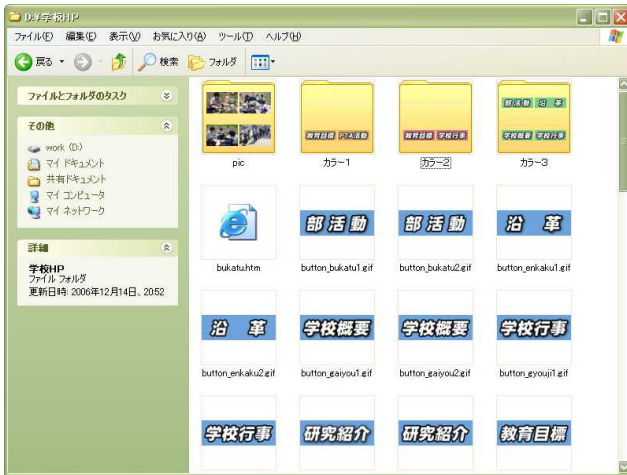 D:¥学校HP
ファイル(F) 編集(E) 表示(V) お気に入り(A) ツール(T) ヘルプ(H)
戻る 検索 フォルダ
ファイルとフォルダのタスク
その他
work (D:)
マイ ドキュメント
共有ドキュメント
マイ コンピュータ
マイ ネットワーク
詳細
学校HP
ファイル フォルダ
更新日時: 2006年12月14日、20:52
教育目標 PTA活動
教育目標 学校行事
部活動 沿 革
学校概要 学校行事
pic カラー1 カラー2 カラー3
部活動 部活動 沿 革
bukatu.htm button_bukatu1.gif button_bukatu2.gif button_enkaku1.gif
沿 革 学校概要 学校概要 学校行事
button_enkaku2.gif button_gaiyou1.gif button_gaiyou2.gif button_gyouji1.gif
学校行事 研究紹介 研究紹介 教育目標